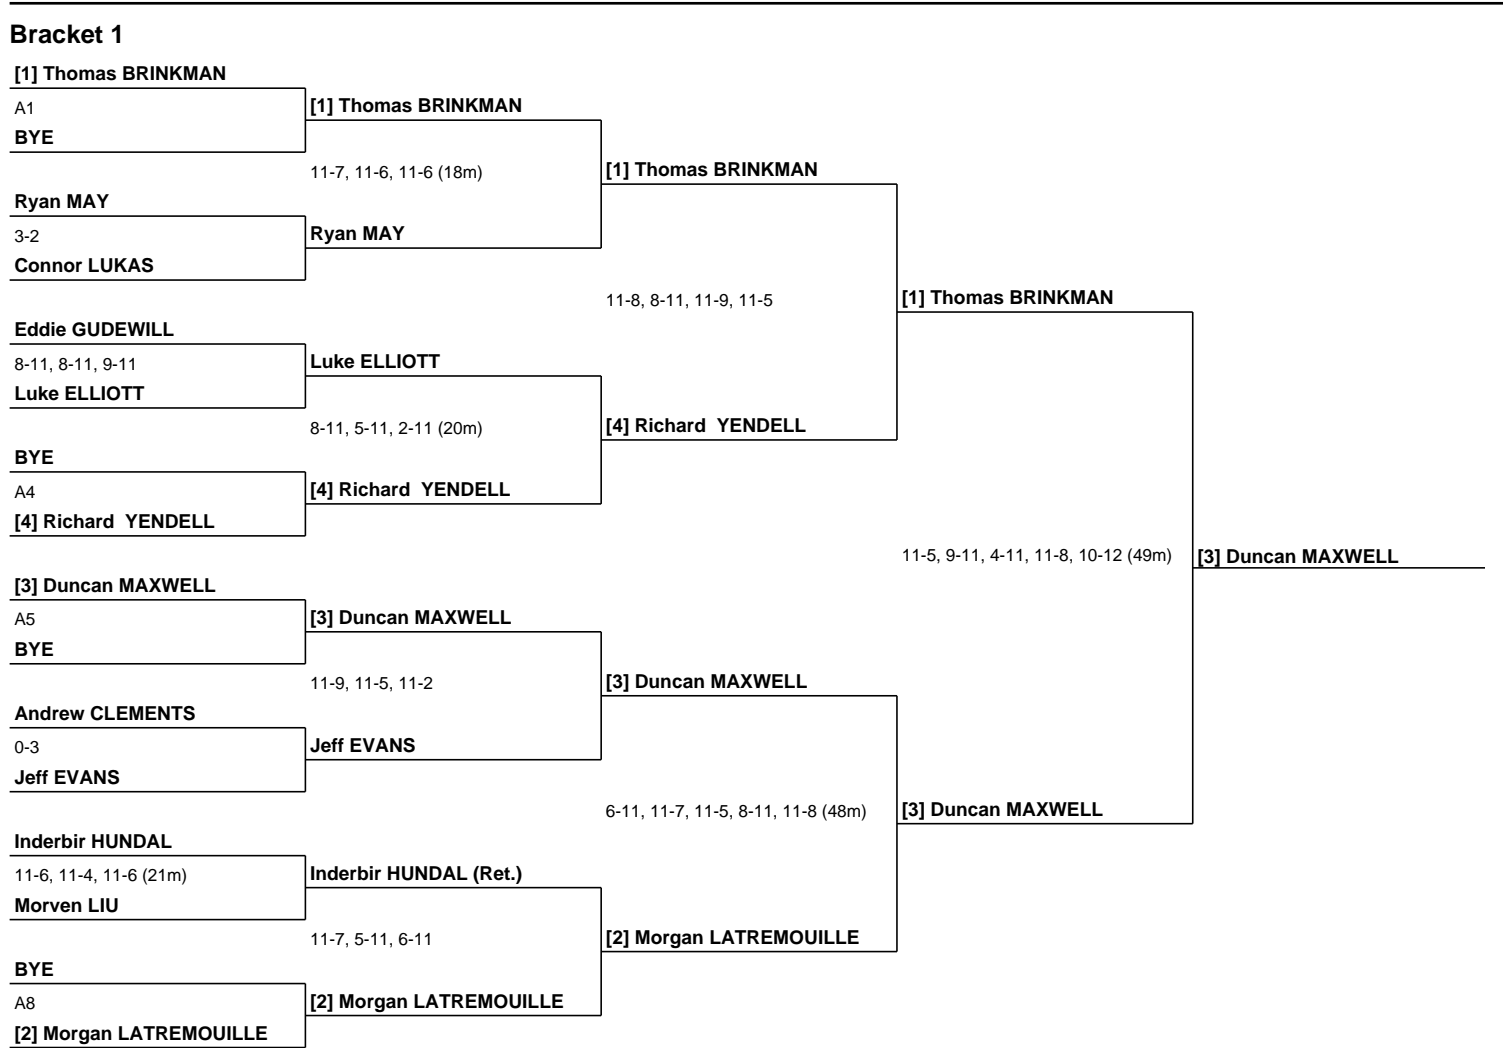 Bracket 1
[1] Thomas BRINKMAN
A1
[1] Thomas BRINKMAN
BYE
11-7, 11-6, 11-6 (18m)
[1] Thomas BRINKMAN
Ryan MAY
3-2
Ryan MAY
Connor LUKAS
11-8, 8-11, 11-9, 11-5
[1] Thomas BRINKMAN
Eddie GUDEWILL
8-11, 8-11, 9-11
Luke ELLIOTT
Luke ELLIOTT
8-11, 5-11, 2-11 (20m)
[4] Richard  YENDELL
BYE
A4
[4] Richard  YENDELL
[4] Richard  YENDELL
11-5, 9-11, 4-11, 11-8, 10-12 (49m)
[3] Duncan MAXWELL
[3] Duncan MAXWELL
A5
[3] Duncan MAXWELL
BYE
11-9, 11-5, 11-2
[3] Duncan MAXWELL
Andrew CLEMENTS
0-3
Jeff EVANS
Jeff EVANS
6-11, 11-7, 11-5, 8-11, 11-8 (48m)
[3] Duncan MAXWELL
Inderbir HUNDAL
11-6, 11-4, 11-6 (21m)
Inderbir HUNDAL (Ret.)
Morven LIU
11-7, 5-11, 6-11
[2] Morgan LATREMOUILLE
BYE
A8
[2] Morgan LATREMOUILLE
[2] Morgan LATREMOUILLE